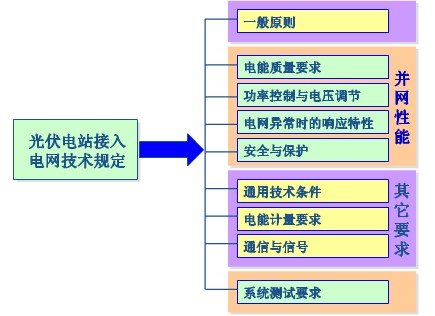 光伏电站接入
电网技术规定
一般原则
电能质量要求
功率控制与电压调节
电网异常时的响应特性
安全与保护
并网性能
通用技术条件
电能计量要求
通信与信号
其它要求
系统测试要求